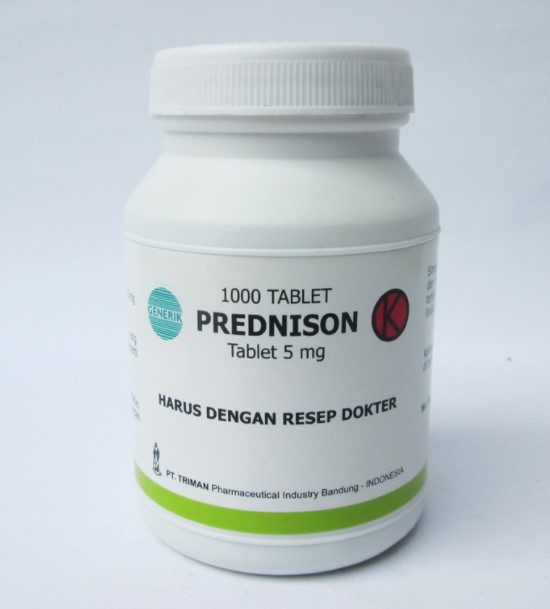 1000 TABLET
GENERIK
PREDNISON
K
Tablet 5 mg
HARUS DENGAN RESEP DOKTER
PT. TRIMAN Pharmaceutical Industry Bandung - INDONESIA